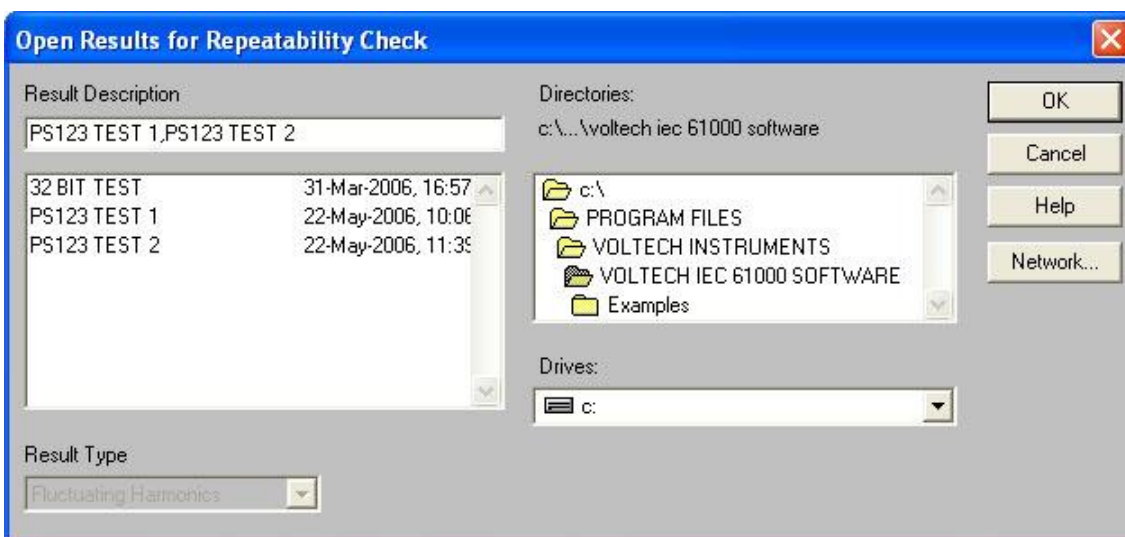 Open Results for Repeatability Check
Result Description
PS123 TEST 1,PS123 TEST 2
32 BIT TEST 31-Mar-2006, 16:57
PS123 TEST 1 22-May-2006, 10:06
PS123 TEST 2 22-May-2006, 11:39
Result Type
Fluctuating Harmonics
Directories:
c:\...\voltech iec 61000 software
c:\
PROGRAM FILES
VOLTECH INSTRUMENTS
VOLTECH IEC 61000 SOFTWARE
Examples
Drives:
c:
OK
Cancel
Help
Network...